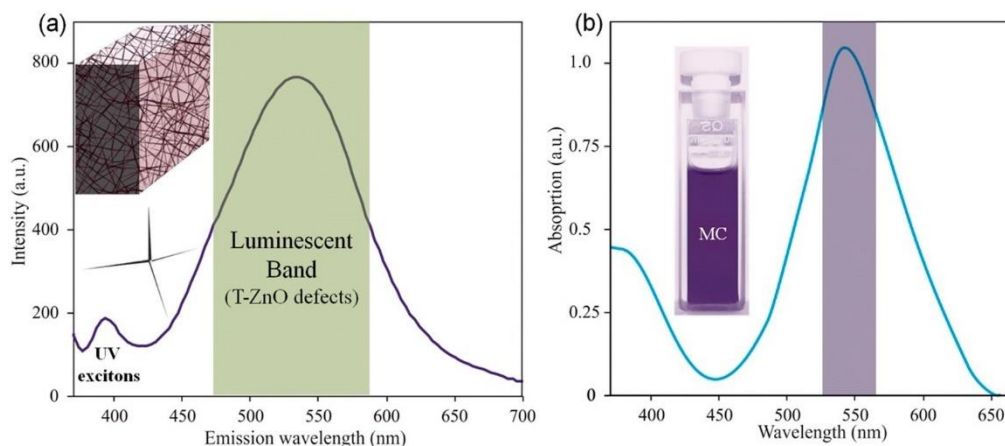 (a)
800
600
400
200
0
Intensity (a.u.)
UV
excitons
Luminescent
Band
(T-ZnO defects)
400 450 500 550 600 650 700
Emission wavelength (nm)
(b)
1.0
0.75
0.5
0.25
0
Absoprtion (a.u.)
QS
MC
400 450 500 550 600 650
Wavelength (nm)